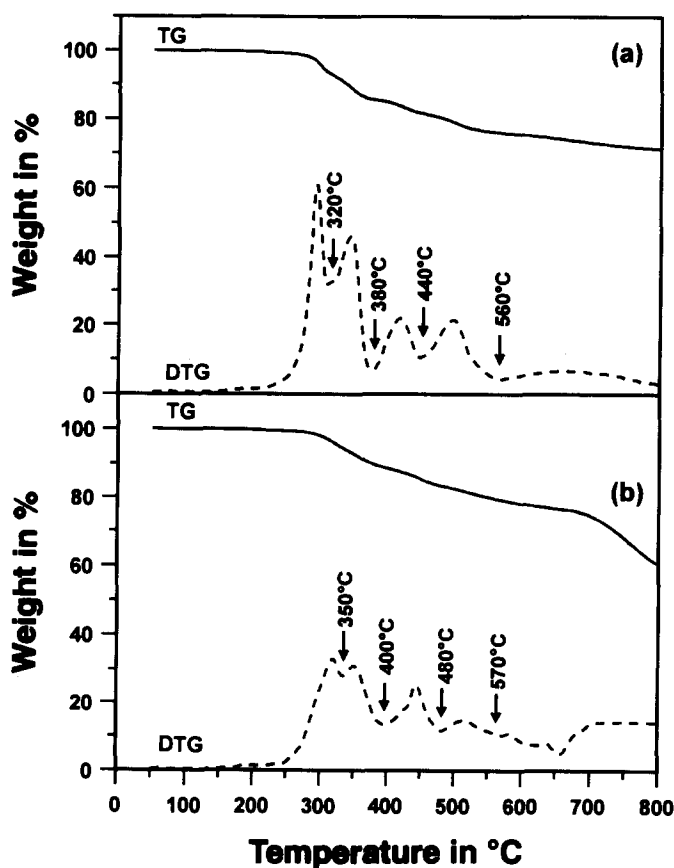 TG
(a)
100
80
60
40
20
0
Weight in %
320°C
380°C
440°C
560°C
DTG
TG
(b)
100
80
60
40
20
0
Weight in %
350°C
400°C
480°C
570°C
DTG
0 100 200 300 400 500 600 700 800
Temperature in °C